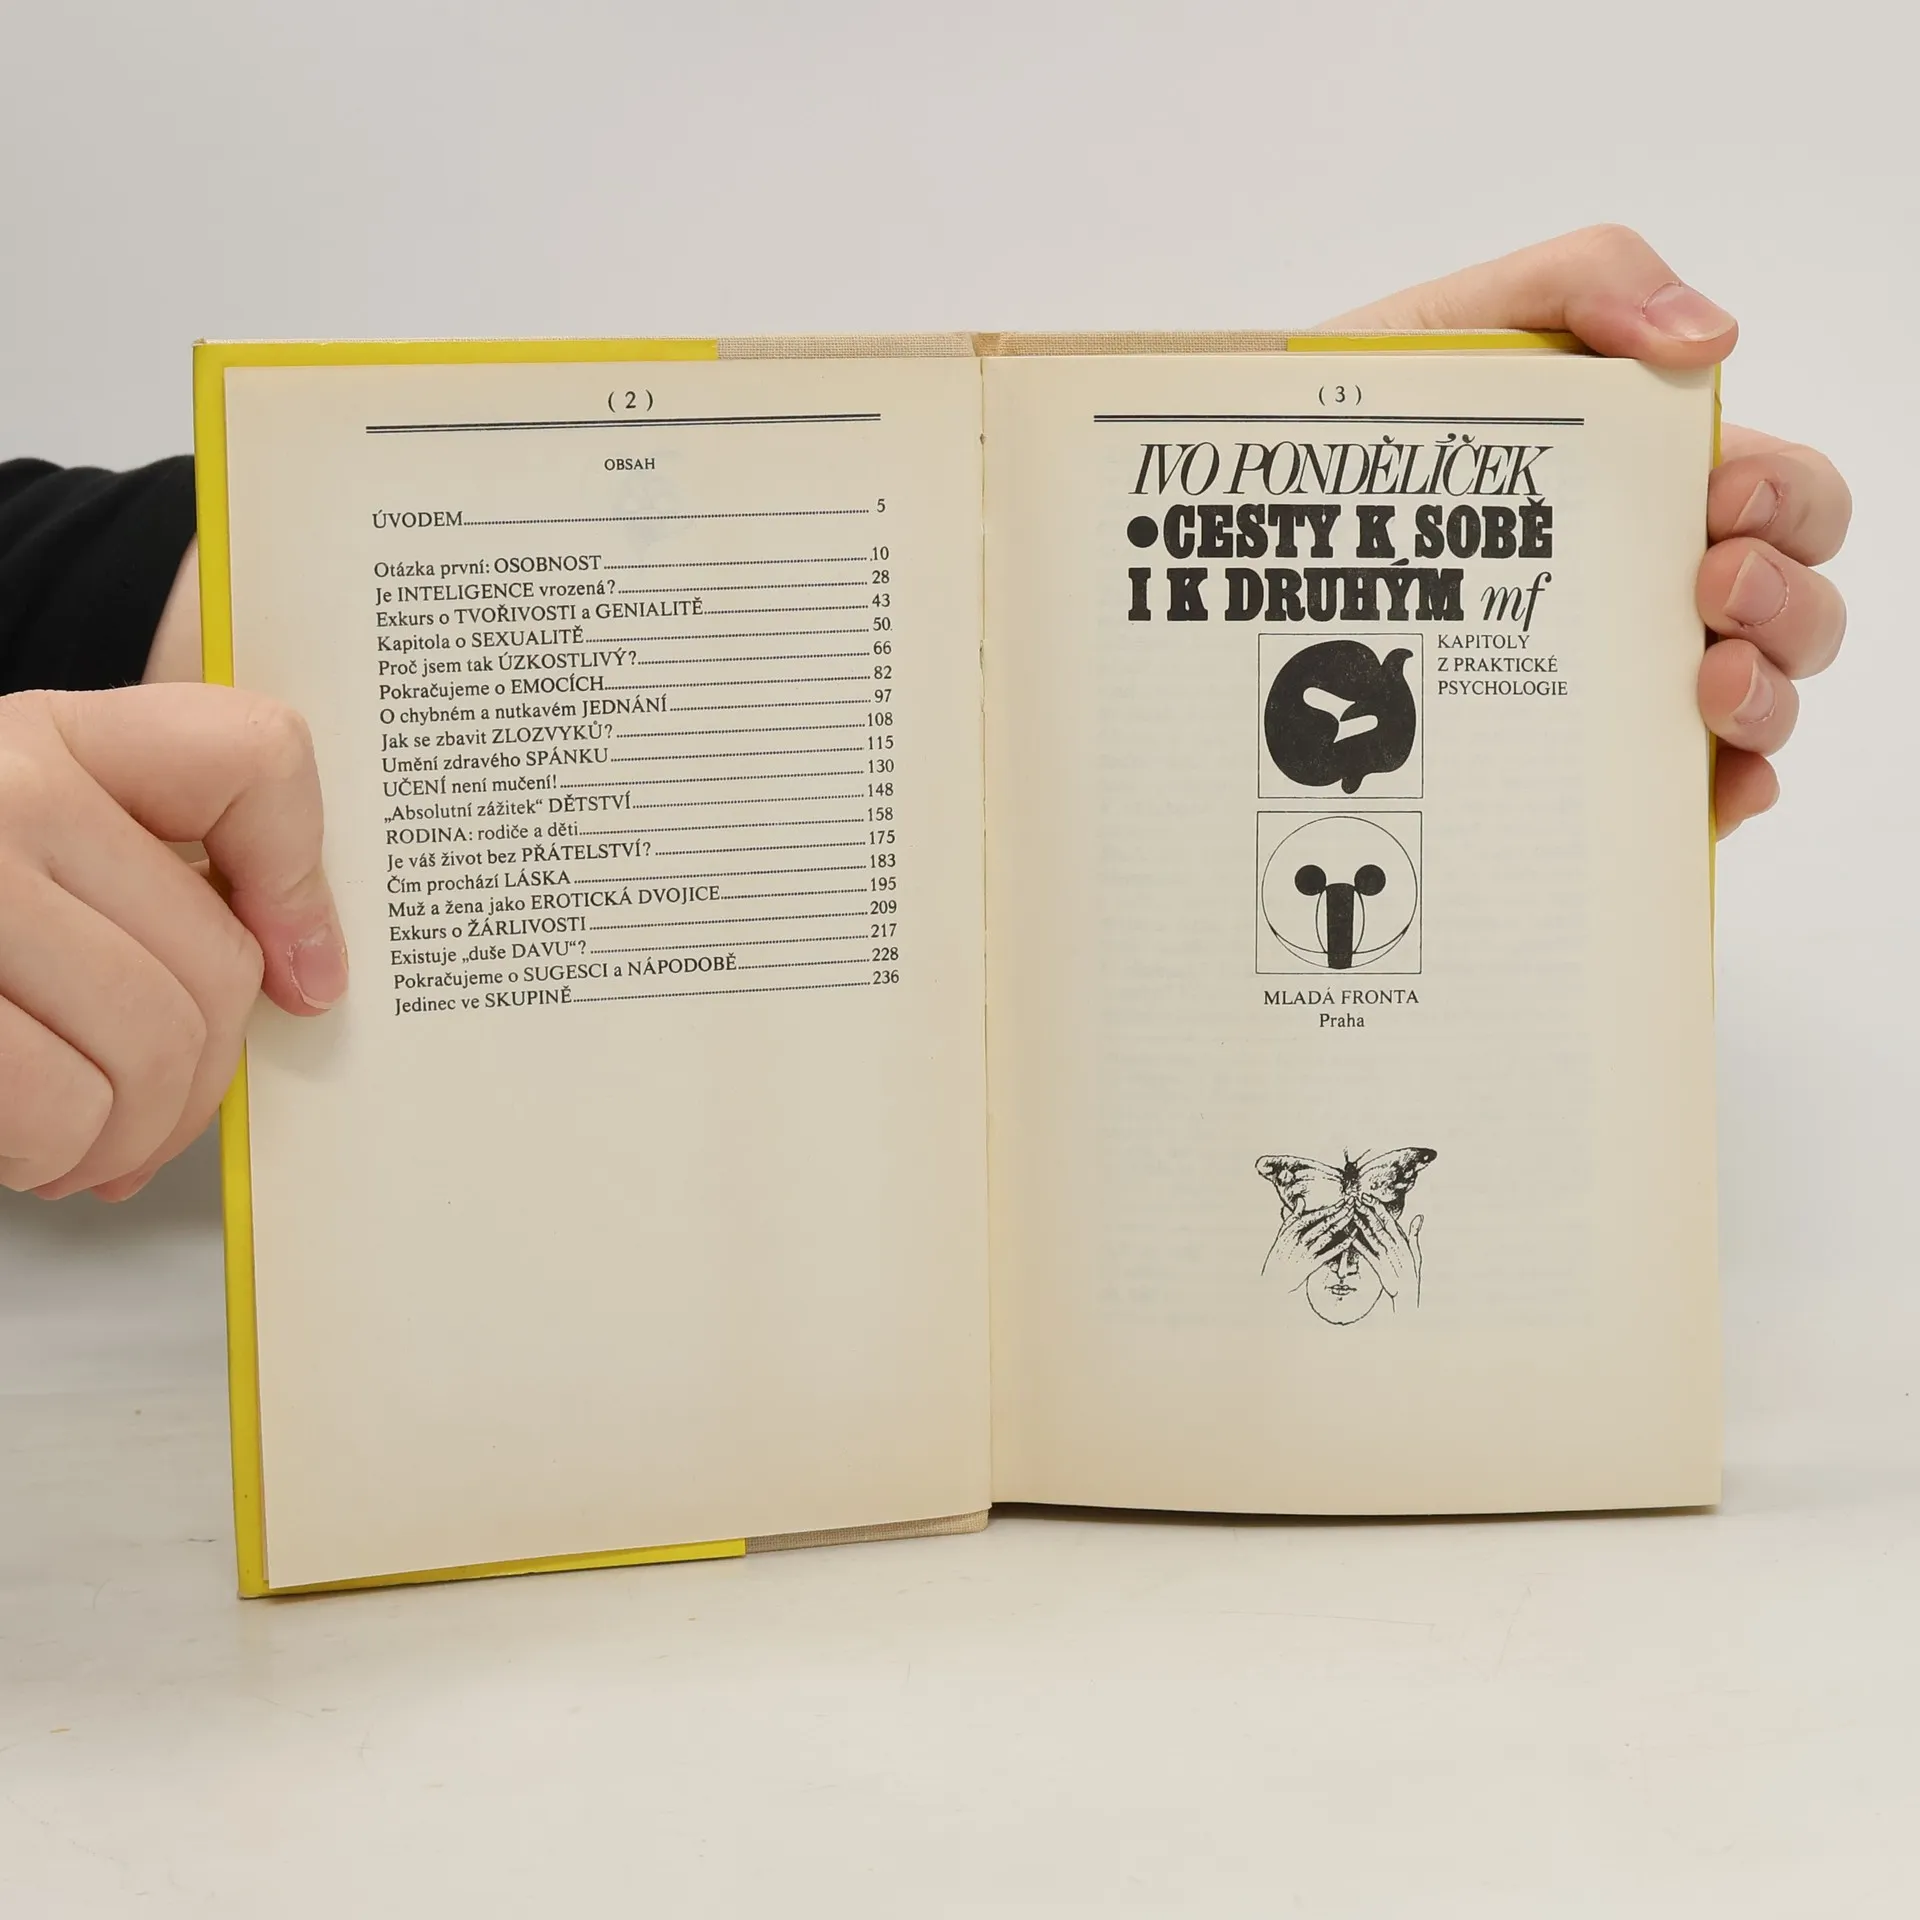 ( 2 )
OBSAH
ÚVODEM 5
Otázka první: OSOBNOST 10
Je INTELIGENCE vrozená? 28
Exkurs o TVOŘIVOSTI a GENIALITĚ 43
Kapitola o SEXUALITĚ 50
Proč jsem tak ÚZKOSTLIVÝ? 66
Pokračujeme o EMOCÍCH 82
O chybném a nutkavém JEDNÁNÍ 97
Jak se zbavit ZLOZVYKŮ? 108
Umění zdravého SPÁNKU 115
UČENÍ není mučení! 130
„Absolutní zážitek“ DĚTSTVÍ 148
RODINA: rodiče a děti 158
Je váš život bez PŘÁTELSTVÍ? 175
Čím prochází LÁSKA 183
Muž a žena jako EROTICKÁ DVOJICE 195
Exkurs o ŽÁRLIVOSTI 209
Existuje „duše DAVU“? 217
Pokračujeme o SUGESCI a NÁPODOBĚ 228
Jedinec ve SKUPINĚ 236
( 3 )
IVO PONDĚLÍČEK
•CESTY K SOBĚ
I K DRUHÝM mf
KAPITOLY
Z PRAKTICKÉ
PSYCHOLOGIE
MLADÁ FRONTA
Praha